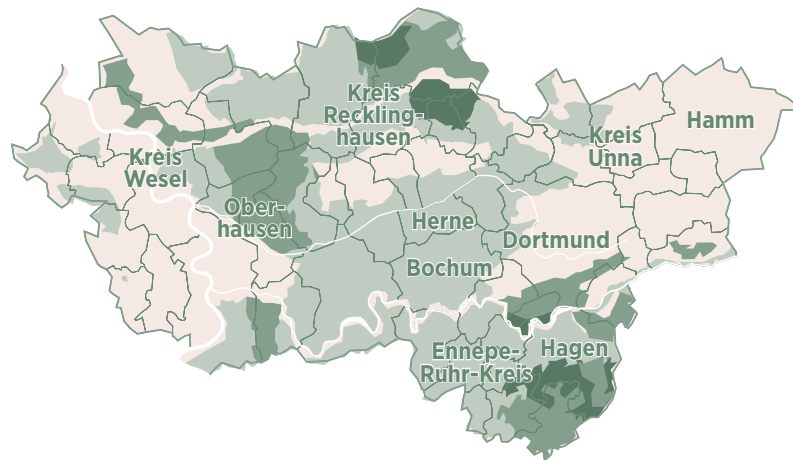 Kreis
Reckling-
hausen
Hamm
Kreis
Unna
Kreis
Wesel
Ober-
hausen
Herne
Dortmund
Bochum
Ennepe-
Ruhr-Kreis
Hagen